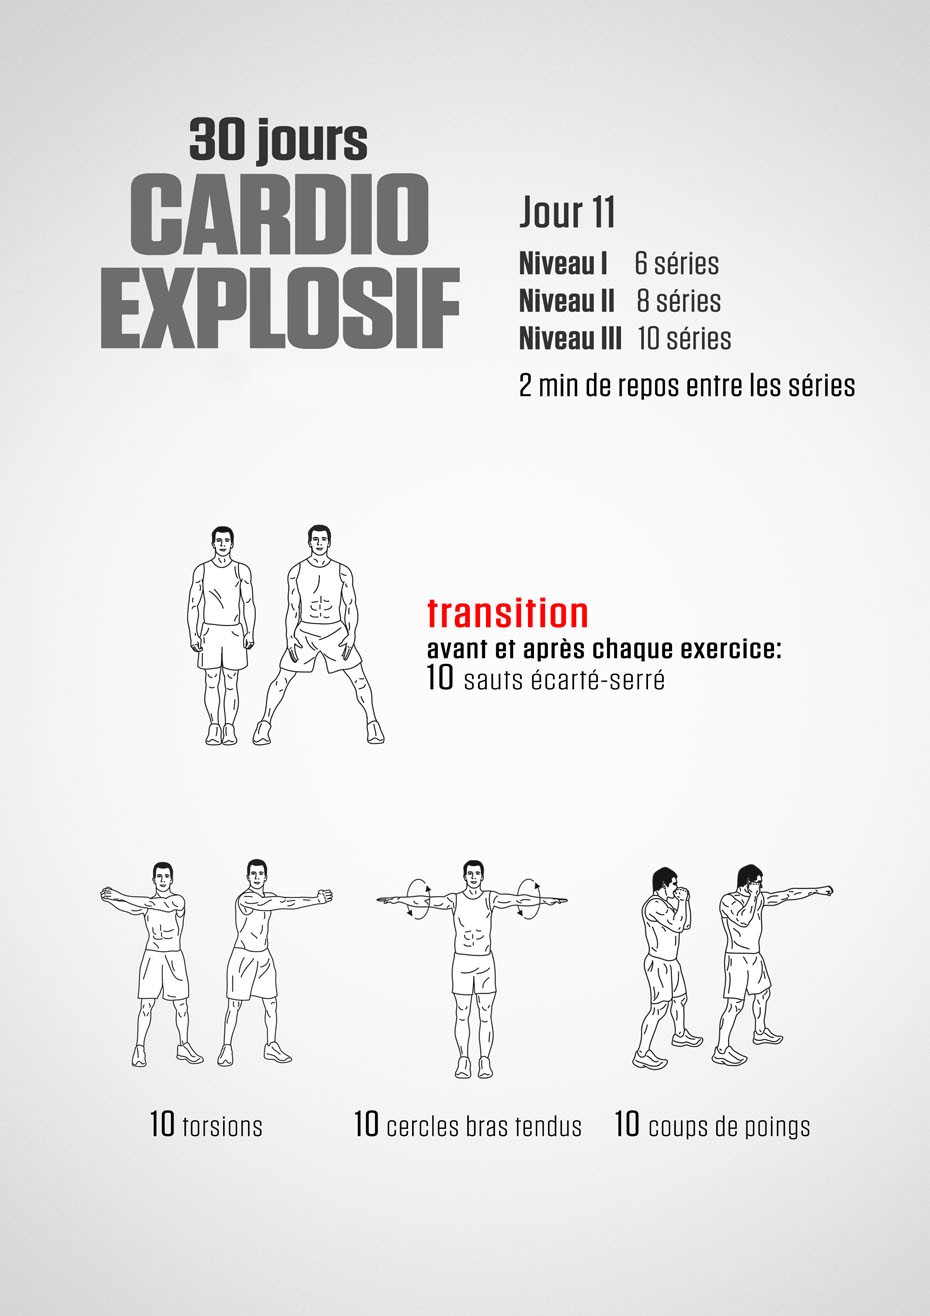 30 jours
CARDIO
EXPLOSIF
Jour 11
Niveau I 6 séries
Niveau II 8 séries
Niveau III 10 séries
2 min de repos entre les séries
transition
avant et après chaque exercice:
10 sauts écarté-serré
10 torsions
10 cercles bras tendus
10 coups de poings